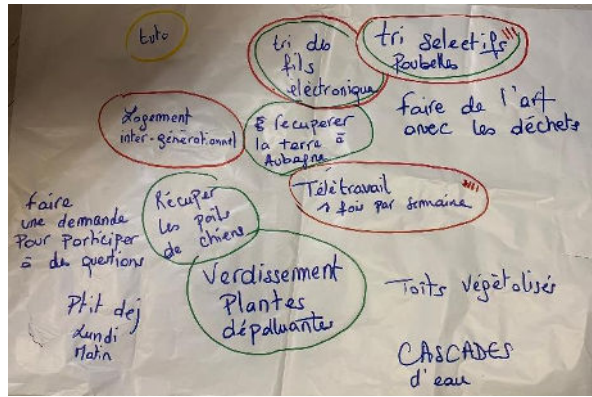 tuto
tri des
fils
électronique
tri selectifs
Poubelles
Logement
inter-générationnel
récuperer
la terre à
Aubagne
faire de l'art
avec les déchets
Télétravail
1 fois par semaine
Récuper
les poils
de chiens
faire
une demande
Pour participer
à des questions
Verdissement
Plantes
dépolluantes
Toits végétalisés
Ptit dej
Lundi
Matin
CASCADES
d'eau